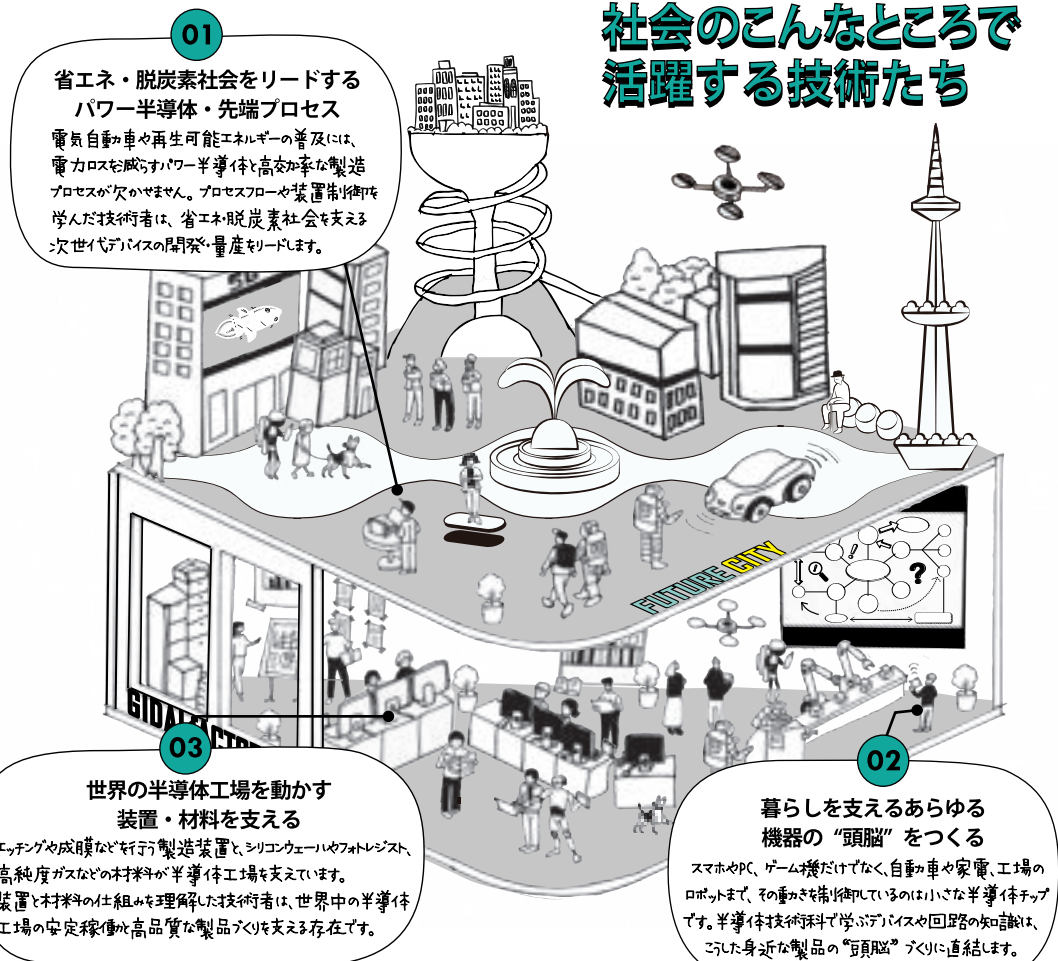 社会のこんなところで
活躍する技術たち
01
省エネ・脱炭素社会をリードする
パワー半導体・先端プロセス
電気自動車や再生可能エネルギーの普及には、
電力ロスを減らすパワー半導体と高効率な製造
プロセスが欠かせません。プロセスフローや装置制御を
学んだ技術者は、省エネ・脱炭素社会を支える
次世代デバイスの開発・量産をリードします。
FUTURE CITY
?
!
03
世界の半導体工場を動かす
装置・材料を支える
エッチングや成膜などを行う製造装置と、シリコンウェーハやフォトレジスト、
高純度ガスなどの材料が半導体工場を支えています。
装置と材料の仕組みを理解した技術者は、世界中の半導体
工場の安定稼働や高品質な製品づくりを支える存在です。
02
暮らしを支えるあらゆる
機器の“頭脳”をつくる
スマホやPC、ゲーム機だけでなく、自動車や家電、工場の
ロボットまで、その動きを制御しているのは小さな半導体チップ
です。半導体技術科で学ぶデバイスや回路の知識は、
こうした身近な製品の“頭脳”づくりに直結します。